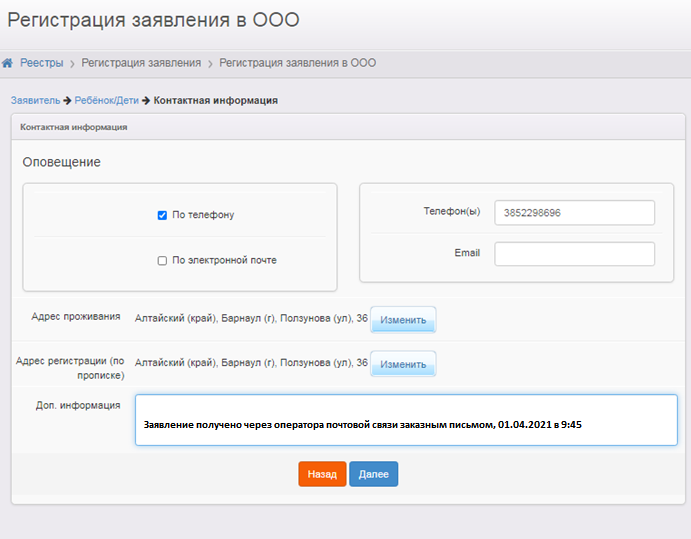 Регистрация заявления в ООО
Реестры › Регистрация заявления › Регистрация заявления в ООО
Заявитель → Ребёнок/Дети → Контактная информация
Контактная информация
Оповещение
По телефону
По электронной почте
Телефон(ы) 3852298696
Email
Адрес проживания Алтайский (край), Барнаул (г), Ползунова (ул), 36 Изменить
Адрес регистрации (по прописке) Алтайский (край), Барнаул (г), Ползунова (ул), 36 Изменить
Доп. информация Заявление получено через оператора почтовой связи заказным письмом, 01.04.2021 в 9:45
Назад Далее